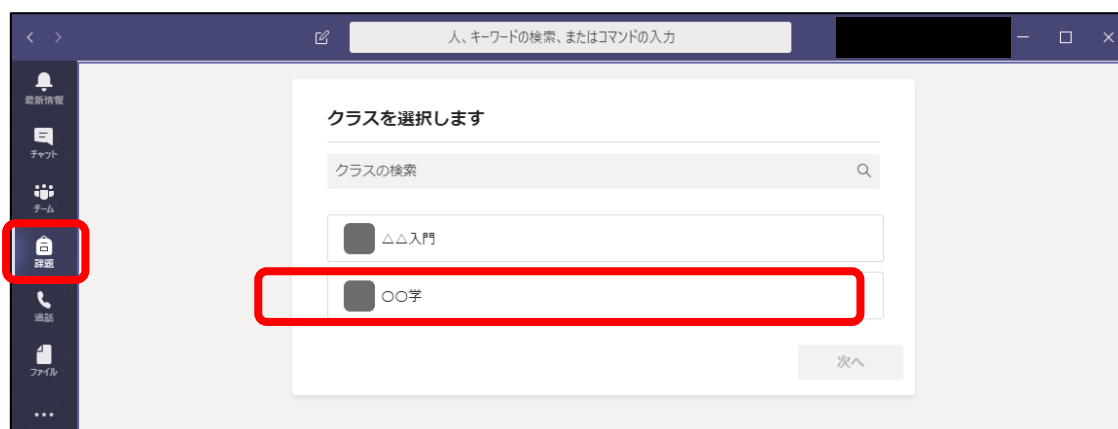 人、キーワードの検索、またはコマンドの入力
最新情報
チャット
チーム
課題
通話
ファイル
クラスを選択します
クラスの検索
△△入門
○○学
次へ